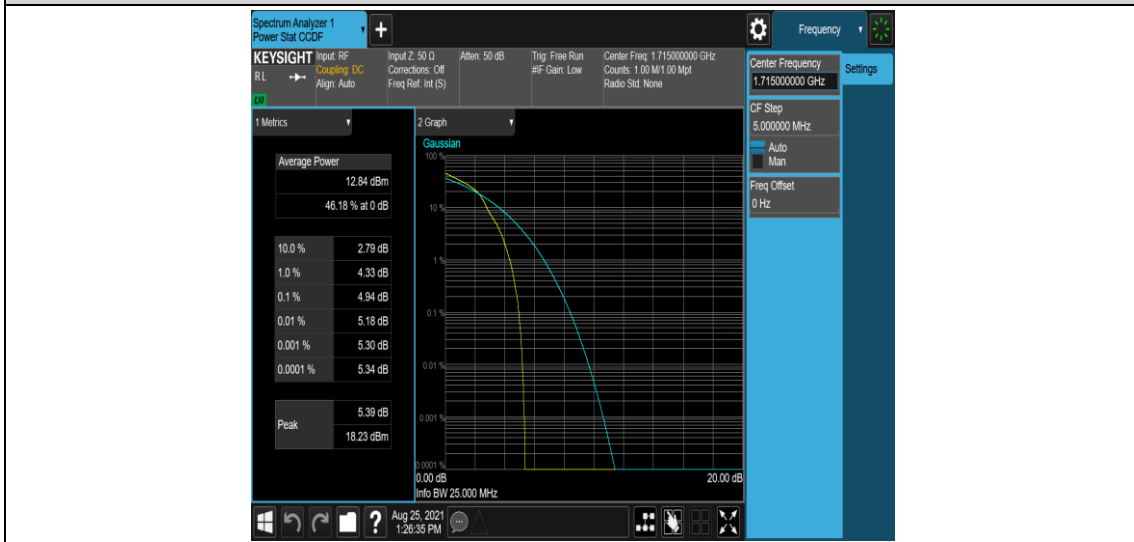 Spectrum Analyzer 1
Power Stat CCDF
+
Frequency
KEYSIGHT
RL
Input: RF
Coupling: DC
Align: Auto
Input Z: 50 Ω
Corrections: Off
Freq Ref: Int (S)
Atten: 50 dB
Trig: Free Run
#IF Gain: Low
Center Freq: 1.715000000 GHz
Counts: 1.00 M/1.00 Mpt
Radio Std: None
Center Frequency
1.715000000 GHz
Settings
CF Step
5.000000 MHz
Auto
Man
Freq Offset
0 Hz
1 Metrics
Average Power
12.84 dBm
46.18 % at 0 dB
10.0 % 2.79 dB
1.0 % 4.33 dB
0.1 % 4.94 dB
0.01 % 5.18 dB
0.001 % 5.30 dB
0.0001 % 5.34 dB
Peak 5.39 dB
18.23 dBm
2 Graph
Gaussian
100 %
10 %
1 %
0.1 %
0.01 %
0.001 %
0.0001 %
0.00 dB 20.00 dB
Info BW 25.000 MHz
?
Aug 25, 2021
1:26:35 PM